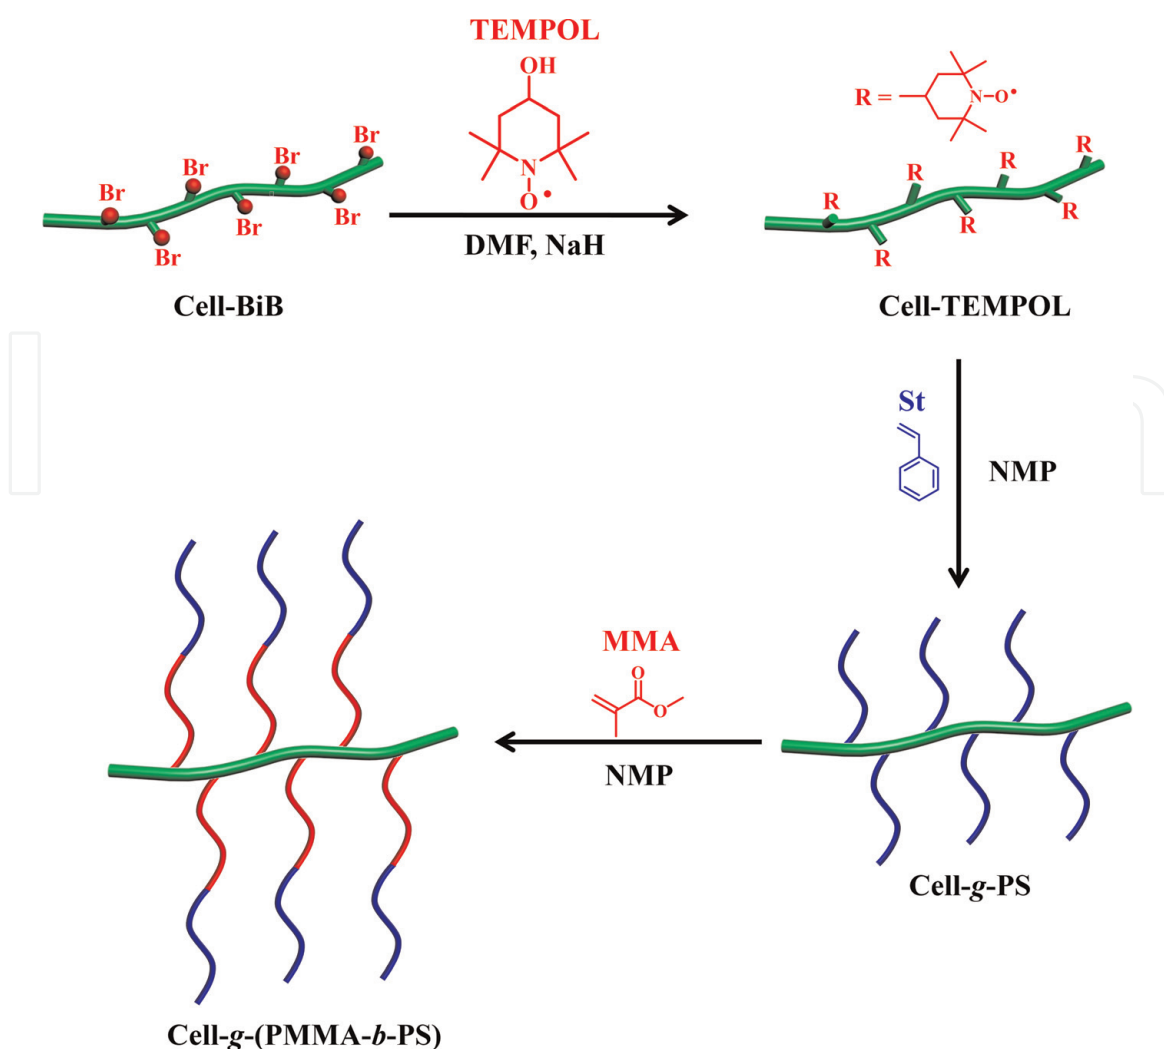 TEMPOL
OH
N
O•
Br
Br
Br
Br
Br
Br
Br
Br
DMF, NaH
Cell-BiB
R =
N-O•
R
R
R
R
R
R
R
R
Cell-TEMPOL
St
NMP
MMA
O
O
NMP
Cell-g-PS
Cell-g-(PMMA-b-PS)